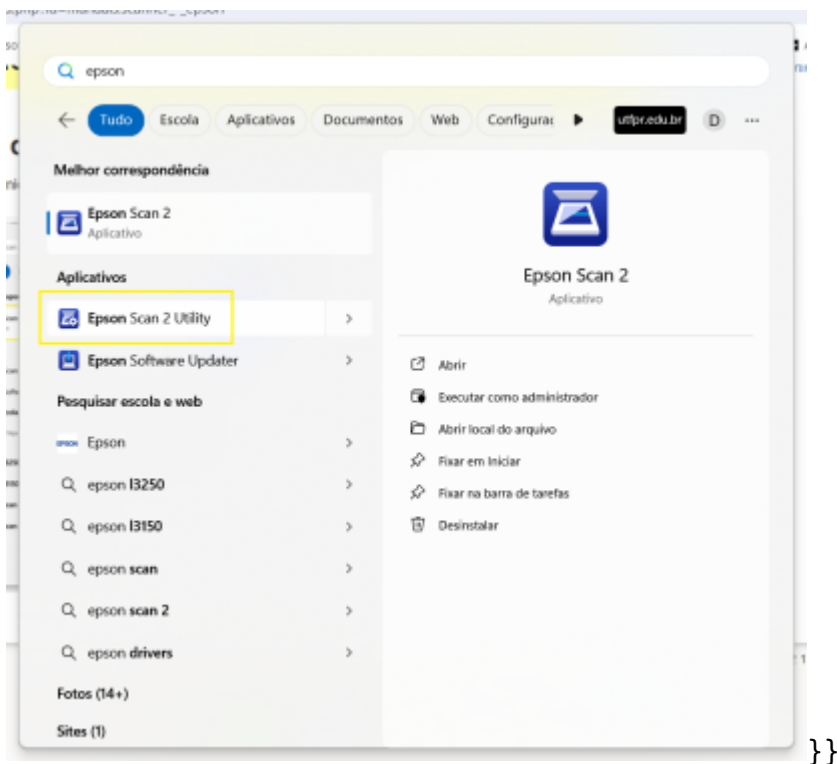 epson
Tudo Escola Aplicativos Documentos Web Configuraç utfpr.edu.br D ...
Melhor correspondência
Epson Scan 2
Aplicativo
Aplicativos
Epson Scan 2 Utility
Epson Software Updater
Pesquisar escola e web
EPSON Epson
epson l3250
epson l3150
epson scan
epson scan 2
epson drivers
Fotos (14+)
Sites (1)
Epson Scan 2
Aplicativo
Abrir
Executar como administrador
Abrir local do arquivo
Fixar em Iniciar
Fixar na barra de tarefas
Desinstalar
}}